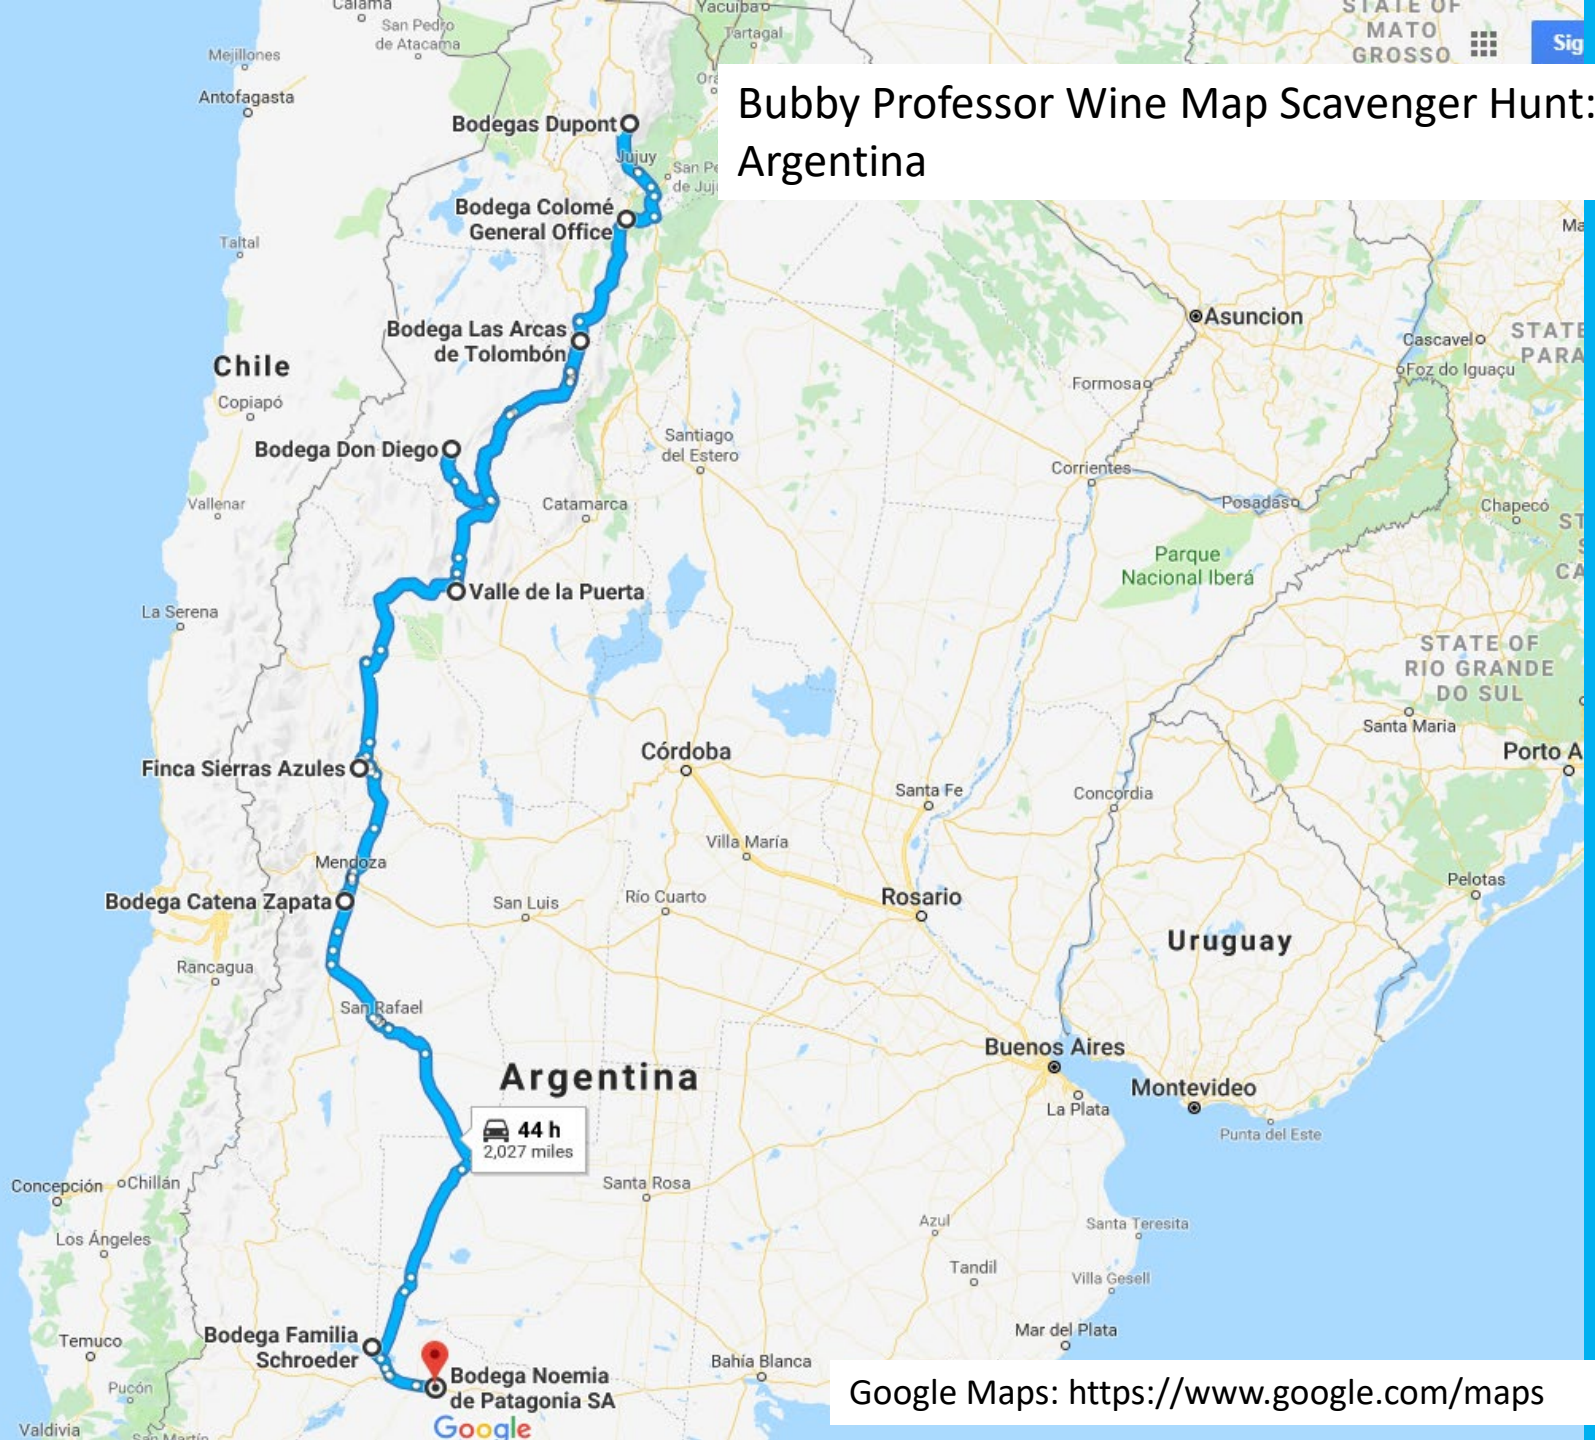 Calama
San Pedro
de Atacama
Yacuiba
Tartagal
STATE OF
MATO
GROSSO
Sig
Mejillones
Antofagasta
Bubby Professor Wine Map Scavenger Hunt:
Argentina
Bodegas Dupont
Jujuy
Bodega Colomé
General Office
Taltal
Asuncion
Bodega Las Arcas
de Tolombón
Chile
Cascavel
STATE
PARA
Foz do Iguaçu
Formosa
Copiapó
Bodega Don Diego
Santiago
del Estero
Corrientes
Vallenar
Catamarca
Posadas
Chapecó
Parque
Nacional Iberá
Valle de la Puerta
La Serena
STATE OF
RIO GRANDE
DO SUL
Santa Maria
Córdoba
Porto A
Finca Sierras Azules
Santa Fe
Concordia
Villa María
Mendoza
Pelotas
Bodega Catena Zapata
San Luis
Río Cuarto
Rosario
Uruguay
Rancagua
San Rafael
Buenos Aires
Argentina
Montevideo
La Plata
44 h
2,027 miles
Punta del Este
Concepción
Chillán
Santa Rosa
Azul
Santa Teresita
Los Ángeles
Tandil
Villa Gesell
Mar del Plata
Temuco
Bodega Familia
Schroeder
Bahía Blanca
Bodega Noemia
de Patagonia SA
Pucón
Google Maps: https://www.google.com/maps
Google
Valdivia
San Martín